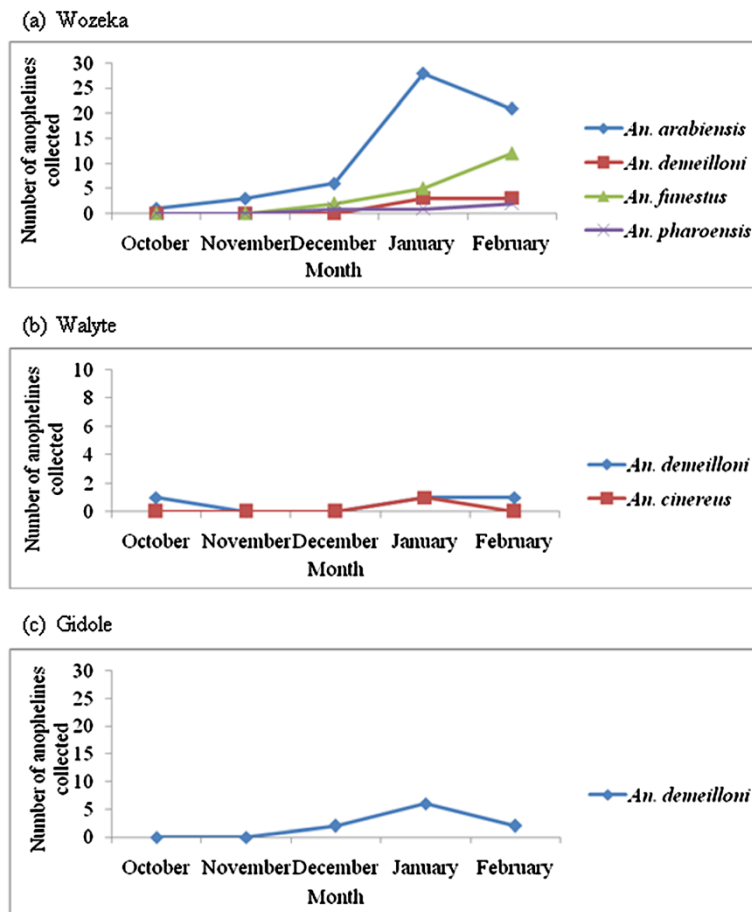 (a) Wozeka
Number of anophelines
collected
30
25
20
15
10
5
0
October November December January February
Month
An. arabiensis
An. demeilloni
An. funestus
An. pharoensis
(b) Walyte
Number of anophelines
collected
10
8
6
4
2
0
October November December January February
Month
An. demeilloni
An. cinereus
(c) Gidole
Number of anophelines
collected
30
25
20
15
10
5
0
October November December January February
Month
An. demeilloni